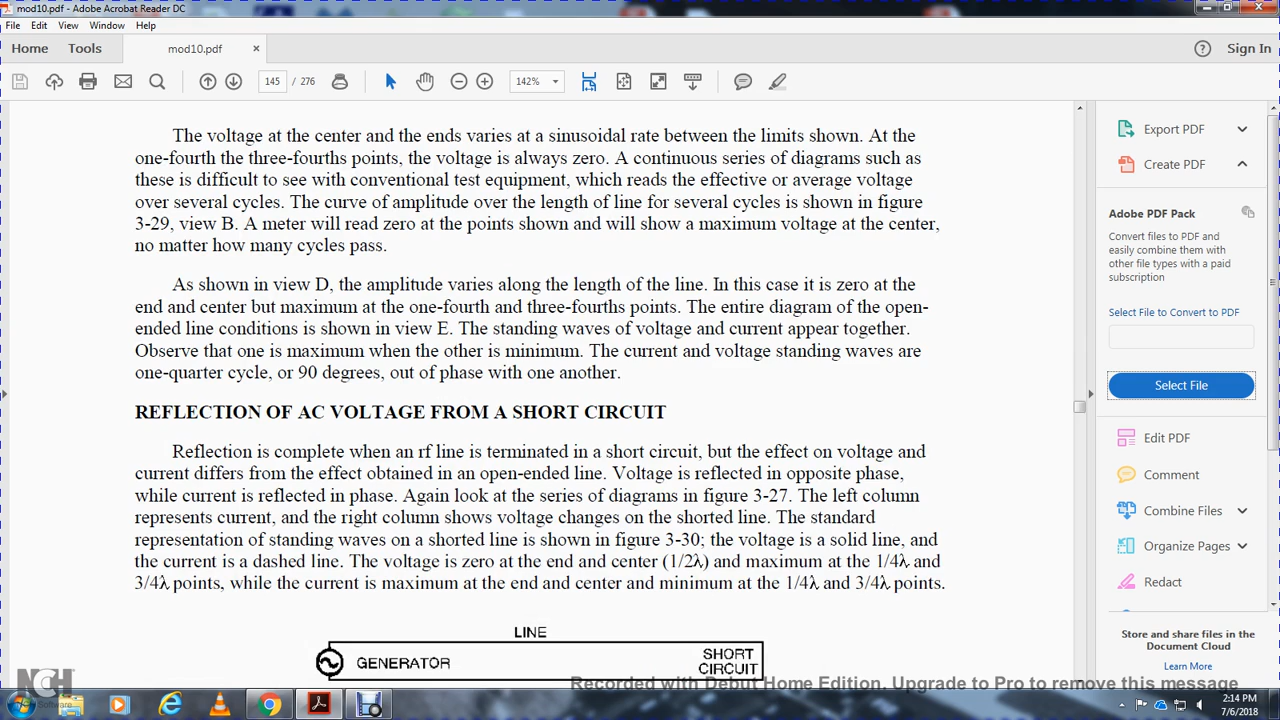 mod10.pdf - Adobe Acrobat Reader DC
File Edit View Window Help
Home Tools mod10.pdf × Sign In
145 / 276 142%
The voltage at the center and the ends varies at a sinusoidal rate between the limits shown. At the
one-fourth the three-fourths points, the voltage is always zero. A continuous series of diagrams such as
these is difficult to see with conventional test equipment, which reads the effective or average voltage
over several cycles. The curve of amplitude over the length of line for several cycles is shown in figure
3-29, view B. A meter will read zero at the points shown and will show a maximum voltage at the center,
no matter how many cycles pass.
As shown in view D, the amplitude varies along the length of the line. In this case it is zero at the
end and center but maximum at the one-fourth and three-fourths points. The entire diagram of the open-
ended line conditions is shown in view E. The standing waves of voltage and current appear together.
Observe that one is maximum when the other is minimum. The current and voltage standing waves are
one-quarter cycle, or 90 degrees, out of phase with one another.
REFLECTION OF AC VOLTAGE FROM A SHORT CIRCUIT
Reflection is complete when an rf line is terminated in a short circuit, but the effect on voltage and
current differs from the effect obtained in an open-ended line. Voltage is reflected in opposite phase,
while current is reflected in phase. Again look at the series of diagrams in figure 3-27. The left column
represents current, and the right column shows voltage changes on the shorted line. The standard
representation of standing waves on a shorted line is shown in figure 3-30; the voltage is a solid line, and
the current is a dashed line. The voltage is zero at the end and center (1/2λ) and maximum at the 1/4λ and
3/4λ points, while the current is maximum at the end and center and minimum at the 1/4λ and 3/4λ points.
LINE
GENERATOR
SHORT
CIRCUIT
Export PDF
Create PDF
Adobe PDF Pack
Convert files to PDF and
easily combine them with
other file types with a paid
subscription
Select File to Convert to PDF
Select File
Edit PDF
Comment
Combine Files
Organize Pages
Redact
Store and share files in the
Document Cloud
Learn More
NCH
Software
Recorded with Debut Home Edition. Upgrade to Pro to remove this message
2:14 PM
7/6/2018